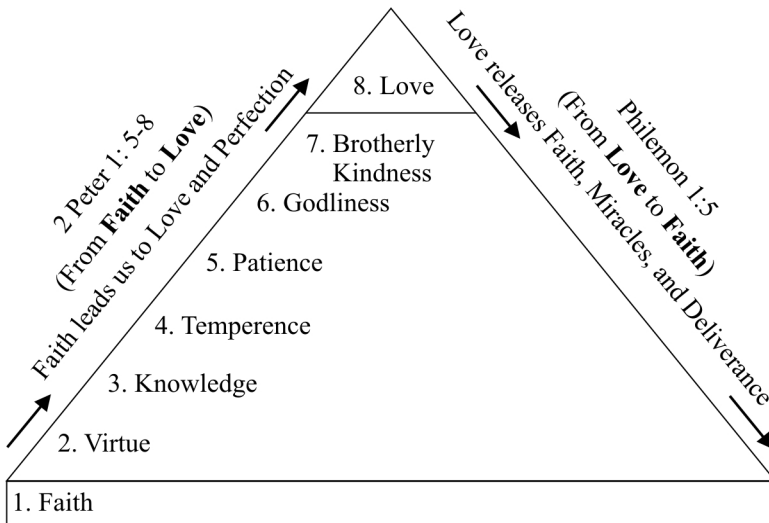 2 Peter 1: 5-8
(From Faith to Love)
Faith leads us to Love and Perfection
Philemon 1:5
(From Love to Faith)
Love releases Faith, Miracles, and Deliverance
8. Love
7. Brotherly
Kindness
6. Godliness
5. Patience
4. Temperence
3. Knowledge
2. Virtue
1. Faith